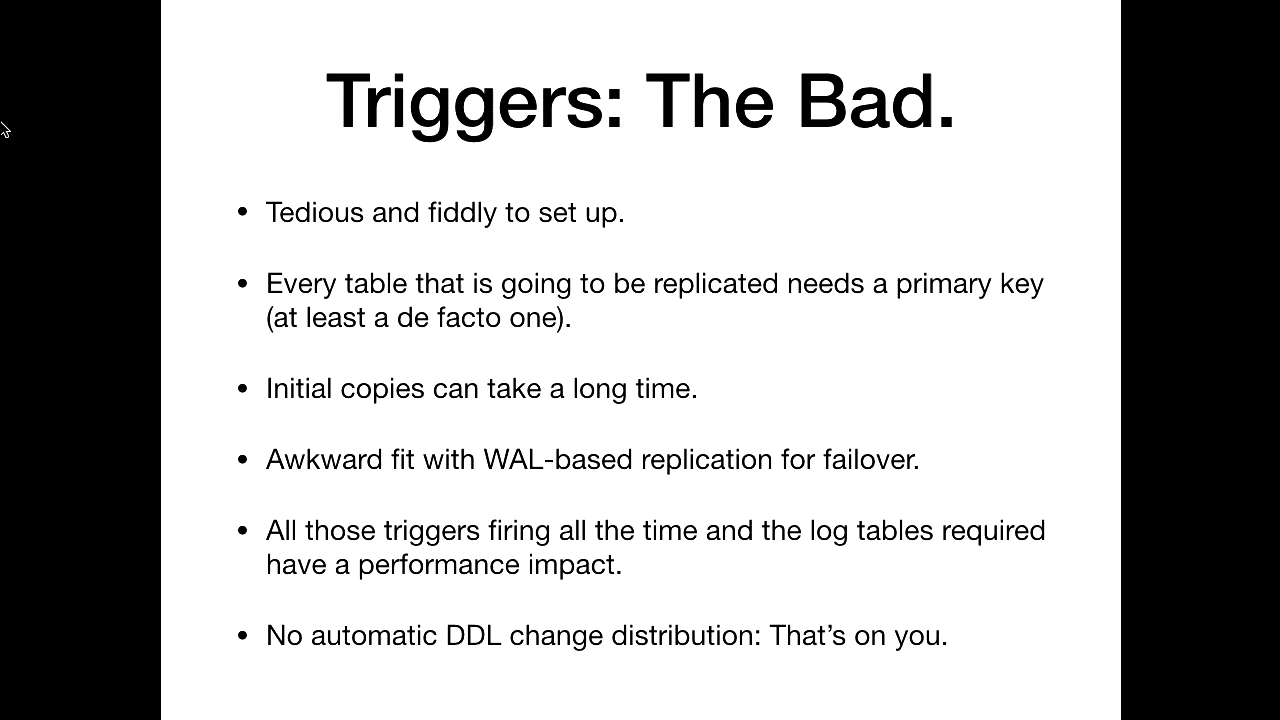 Triggers: The Bad.
• Tedious and fiddly to set up.
• Every table that is going to be replicated needs a primary key
(at least a de facto one).
• Initial copies can take a long time.
• Awkward fit with WAL-based replication for failover.
• All those triggers firing all the time and the log tables required
have a performance impact.
• No automatic DDL change distribution: That’s on you.